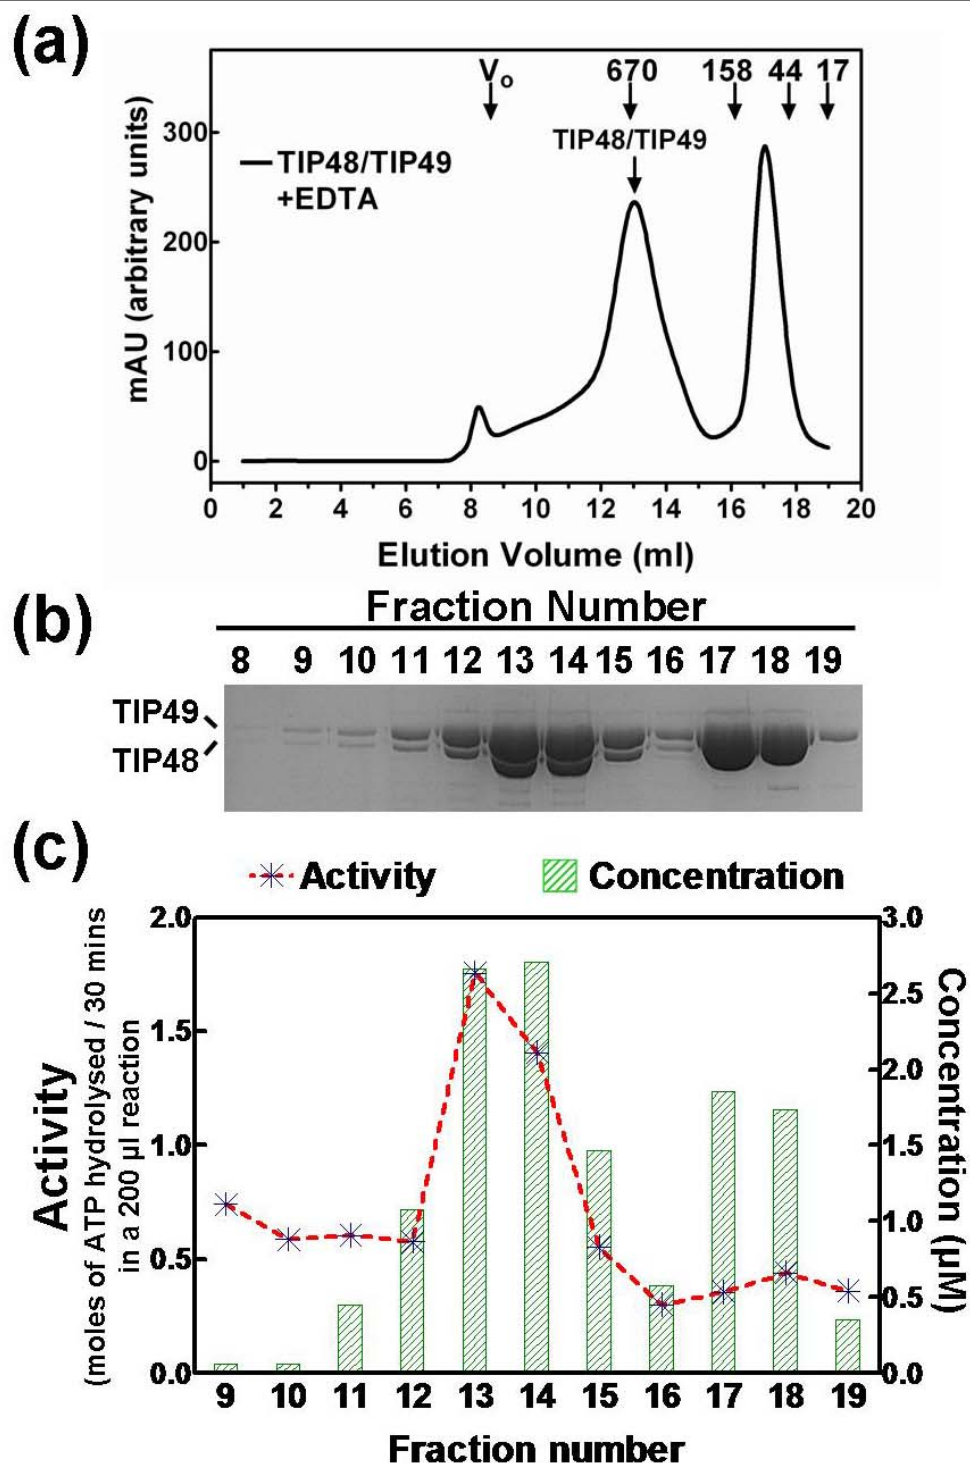 (a)
Vo 670 158 44 17
TIP48/TIP49
TIP48/TIP49
+EDTA
mAU (arbitrary units)
300
200
100
0
0 2 4 6 8 10 12 14 16 18 20
Elution Volume (ml)
(b)
Fraction Number
8 9 10 11 12 13 14 15 16 17 18 19
TIP49
TIP48
(c)
Activity Concentration
Activity
(moles of ATP hydrolysed / 30 mins
in a 200 µl reaction
2.0
1.5
1.0
0.5
0.0
3.0
2.5
2.0
1.5
1.0
0.5
0.0
Concentration (µM)
9 10 11 12 13 14 15 16 17 18 19
Fraction number